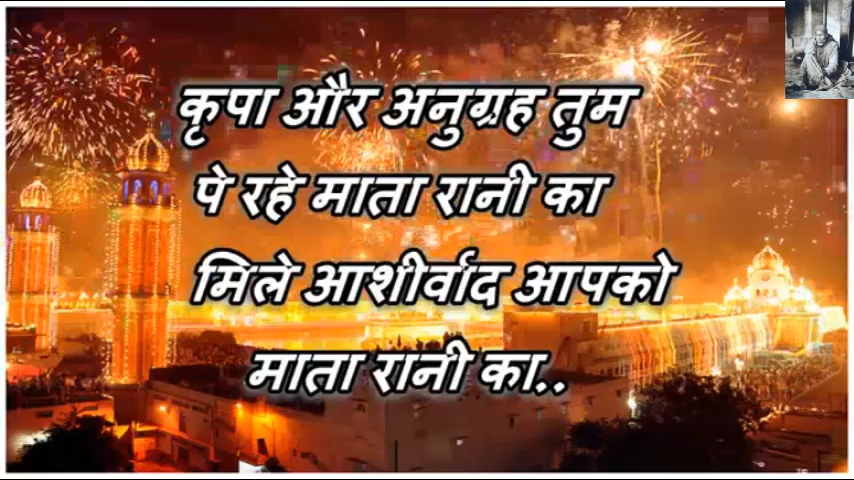 कृपा और अनुग्रह तुम
पे रहे माता रानी का
मिले आशीर्वाद आपको
माता रानी का..